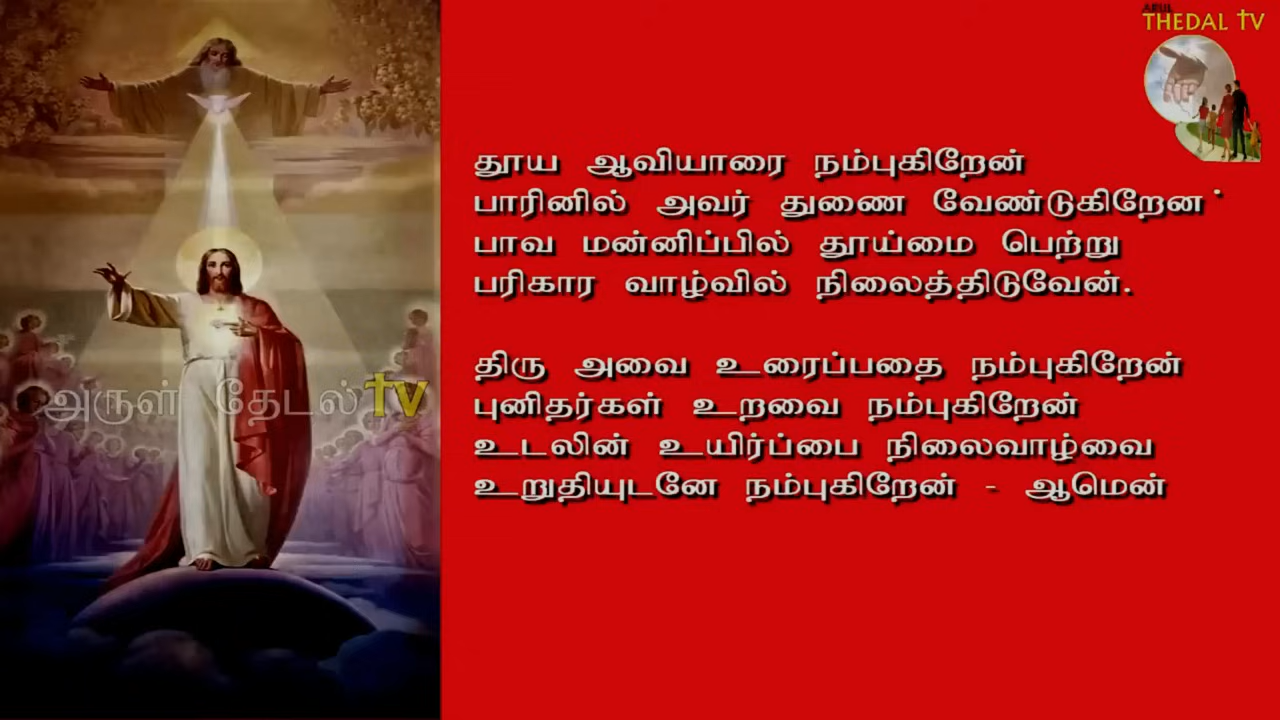 ARUL
THEDAL TV
தூய ஆவியாரை நம்புகிறேன்
பாரினில் அவர் துணை வேண்டுகிறேன்
பாவ மன்னிப்பில் தூய்மை பெற்று
பரிகார வாழ்வில் நிலைத்திடுவேன்.
திரு அவை உரைப்பதை நம்புகிறேன்
புனிதர்கள் உறவை நம்புகிறேன்
உடலின் உயிர்ப்பை நிலைவாழ்வை
உறுதியுடனே நம்புகிறேன் - ஆமென்
அருள் தேடல் tv